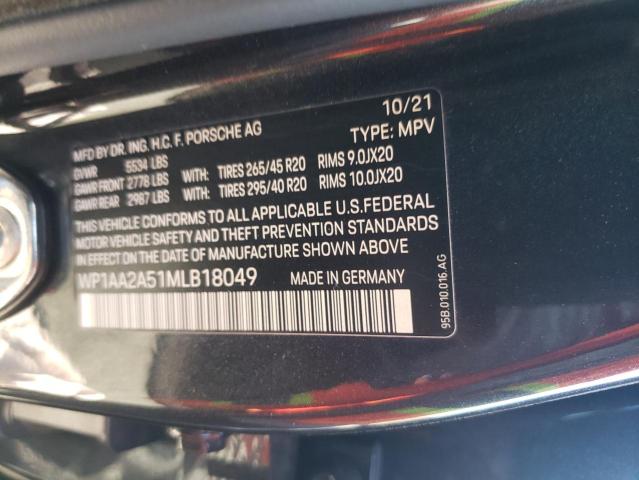 MFD BY DR. ING. H.C. F. PORSCHE AG 10/21
GVWR 5534 LBS TYPE: MPV
GAWR FRONT 2778 LBS WITH: TIRES 265/45 R20 RIMS 9.0JX20
GAWR REAR 2987 LBS WITH: TIRES 295/40 R20 RIMS 10.0JX20
THIS VEHICLE CONFORMS TO ALL APPLICABLE U.S.FEDERAL
MOTOR VEHICLE SAFETY AND THEFT PREVENTION STANDARDS
IN EFFECT ON THE DATE OF MANUFACTURE SHOWN ABOVE.
WP1AA2A51MLB18049
95B.010.016.AG
MADE IN GERMANY